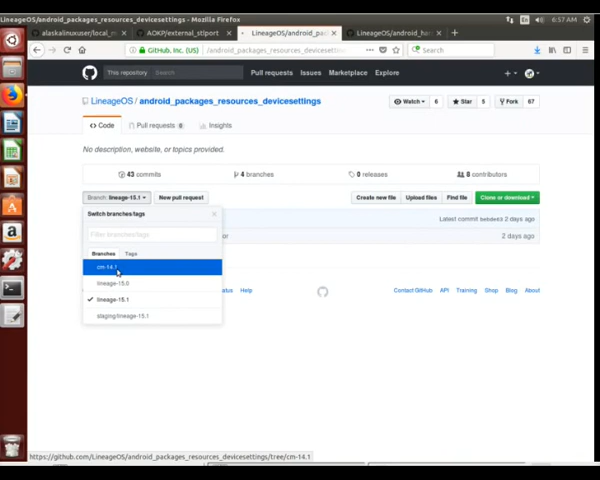 LineageOS/android_packages_resources_devicesettings - Mozilla Firefox
En
6:57 AM
alaskalinuxuser/local_m
AOKP/external_stlport
LineageOS/android_pac
LineageOS/android_har
GitHub, Inc. (US)
/android_packages_resources_devicesett
Search
This repository
Search
Pull requests
Issues
Marketplace
Explore
LineageOS / android_packages_resources_devicesettings
Watch
6
Star
5
Fork
67
Code
Pull requests 0
Insights
No description, website, or topics provided.
43 commits
4 branches
0 releases
8 contributors
Branch: lineage-15.1
New pull request
Create new file
Upload files
Find file
Clone or download
Switch branches/tags
Latest commit
2 days ago
Filter branches/tags
or
2 days ago
Branches
Tags
cm-14.1
lineage-15.0
lineage-15.1
staging/lineage-15.1
Help
Contact GitHub
API
Training
Shop
Blog
About
https://github.com/LineageOS/android_packages_resources_devicesettings/tree/cm-14.1